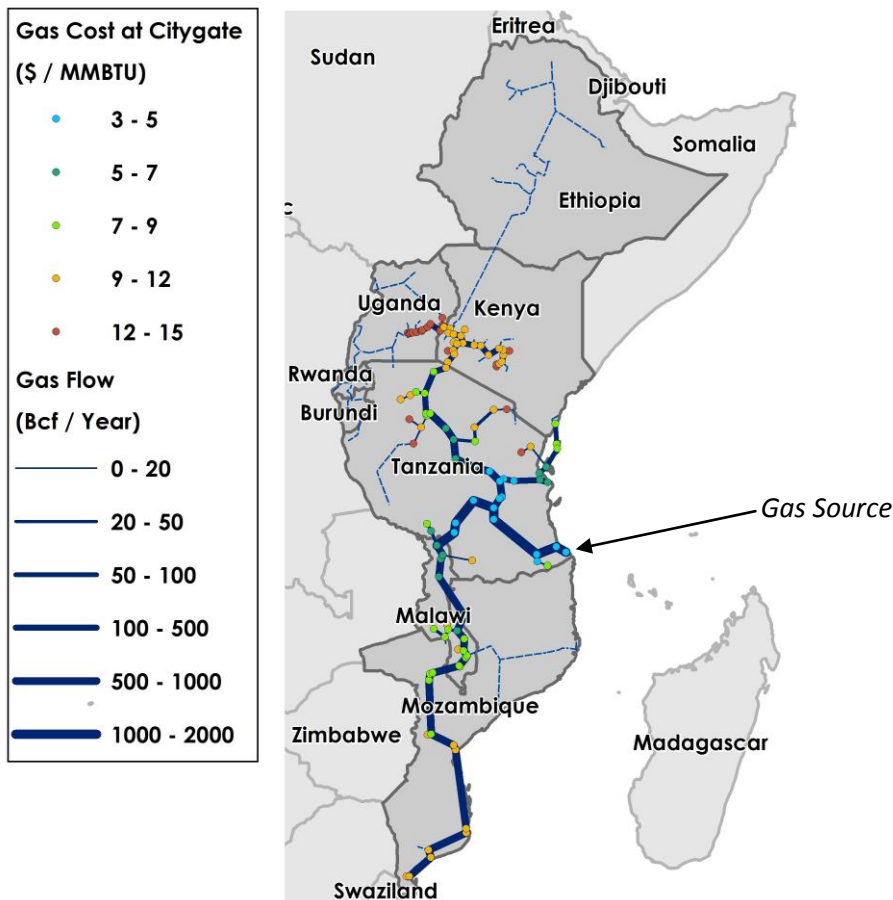 Gas Cost at Citygate
($ / MMBTU)
3 - 5
5 - 7
7 - 9
9 - 12
12 - 15
Gas Flow
(Bcf / Year)
0 - 20
20 - 50
50 - 100
100 - 500
500 - 1000
1000 - 2000
Eritrea
Sudan
Djibouti
Somalia
Ethiopia
c
Uganda
Kenya
Rwanda
Burundi
Tanzania
Gas Source
Malawi
Mozambique
Zimbabwe
Madagascar
Swaziland